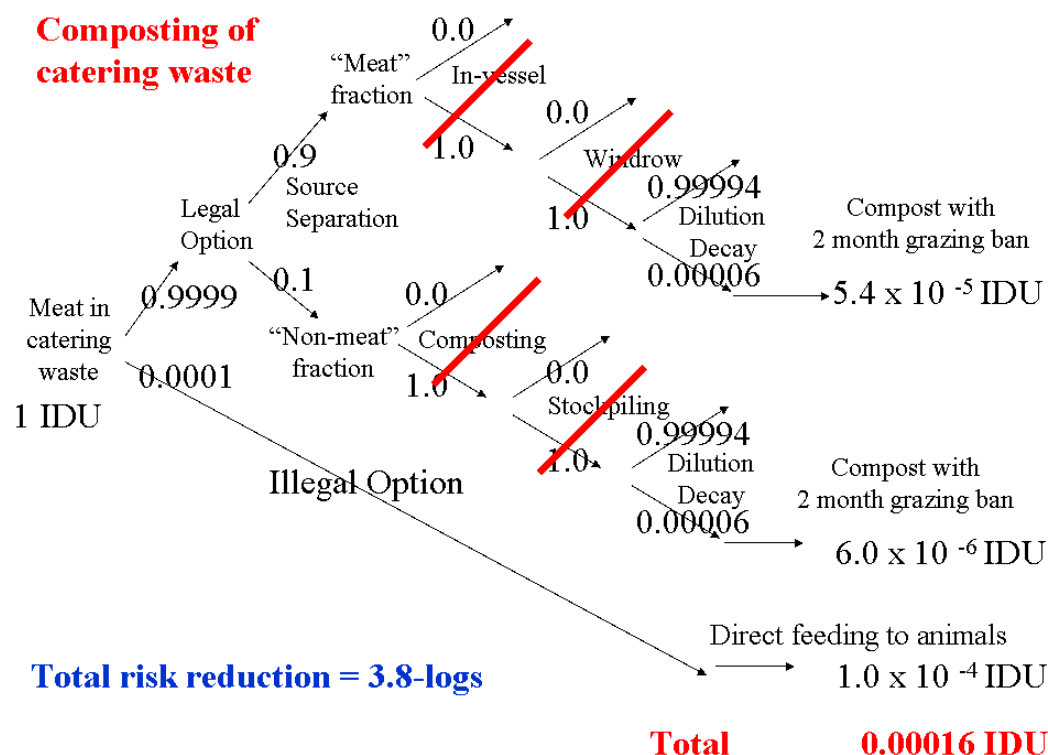 Composting of
catering waste
0.0
“Meat”
fraction
In-vessel
1.0
0.0
Windrow
1.0
0.9
Source
Separation
0.99994
Dilution
Decay
0.00006
Compost with
2 month grazing ban
5.4 x 10 -5 IDU
Legal
Option
0.1
0.9999
Meat in
catering
waste
0.0001
1 IDU
“Non-meat”
fraction
0.0
Composting
1.0
0.0
Stockpiling
1.0
0.99994
Dilution
Decay
0.00006
Compost with
2 month grazing ban
6.0 x 10 -6 IDU
Illegal Option
Direct feeding to animals
1.0 x 10 -4 IDU
Total risk reduction = 3.8-logs
Total 0.00016 IDU